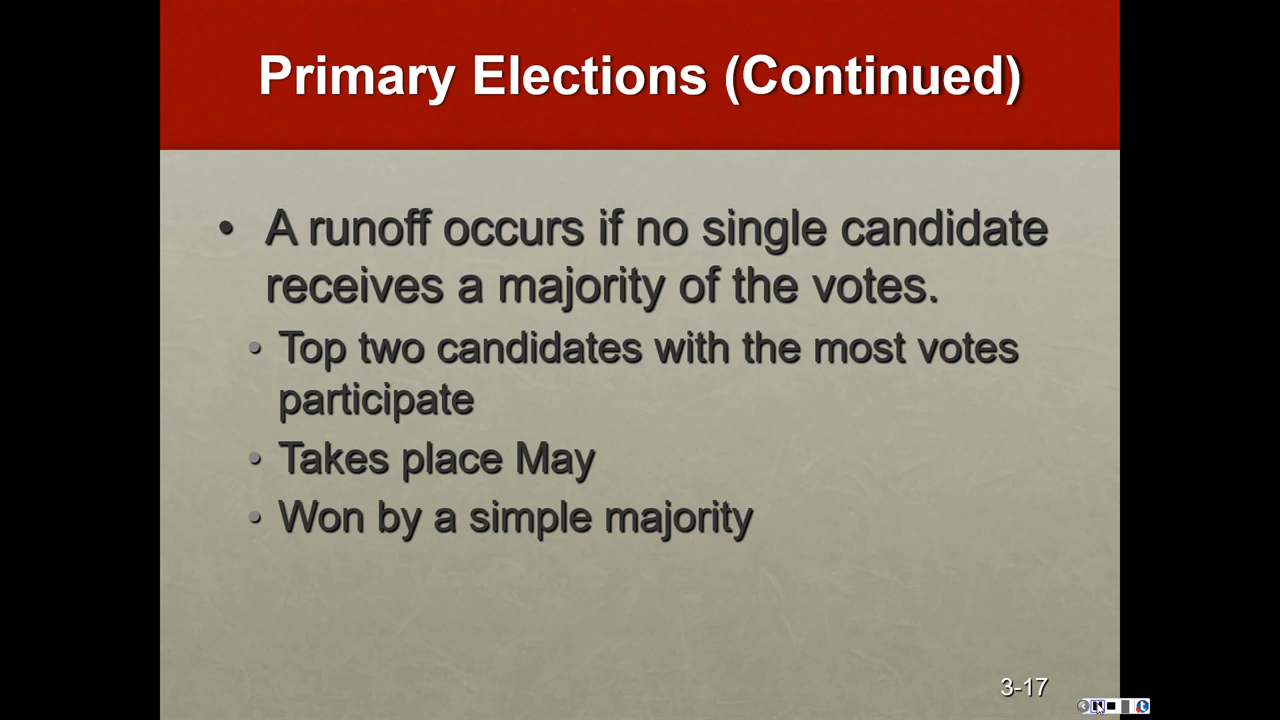 Primary Elections (Continued)
• A runoff occurs if no single candidate
receives a majority of the votes.
• Top two candidates with the most votes
participate
• Takes place May
• Won by a simple majority
3-17